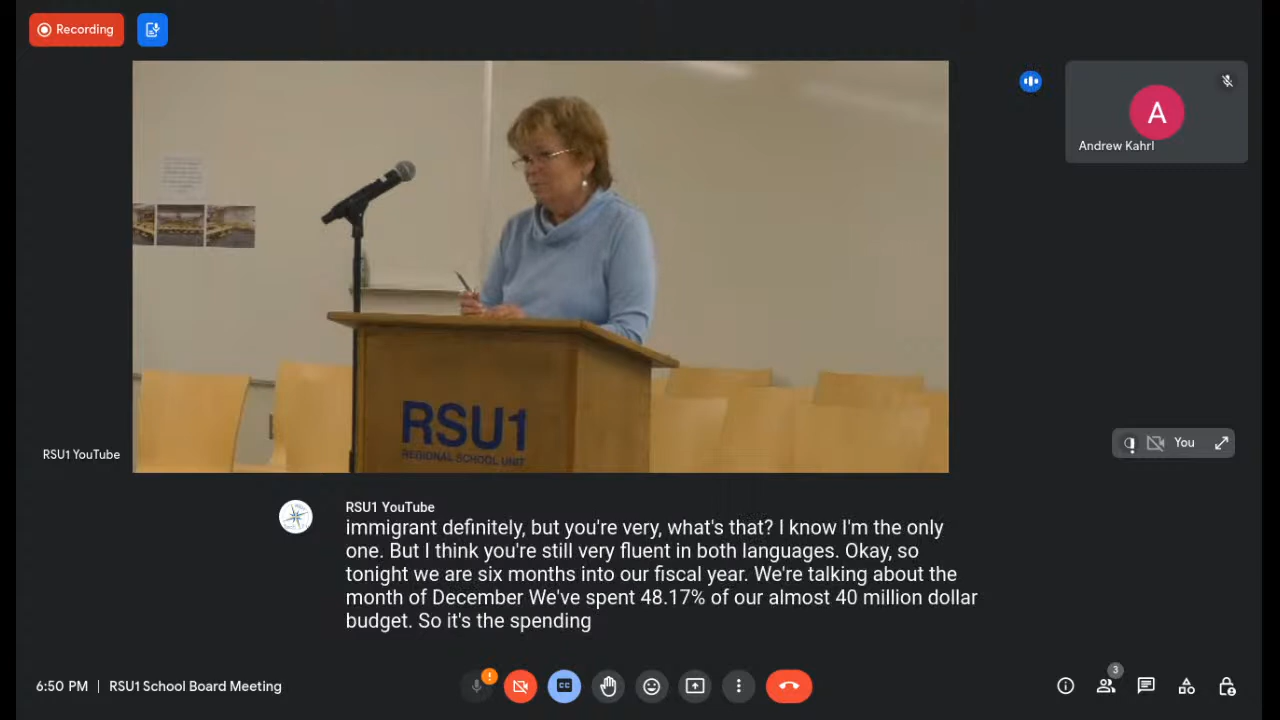 Recording
A
Andrew Kahrl
RSU1
REGIONAL SCHOOL UNIT
RSU1 YouTube
You
RSU1 YouTube
immigrant definitely, but you're very, what's that? I know I'm the only
one. But I think you're still very fluent in both languages. Okay, so
tonight we are six months into our fiscal year. We're talking about the
month of December We've spent 48.17% of our almost 40 million dollar
budget. So it's the spending
6:50 PM | RSU1 School Board Meeting
!
CC
3